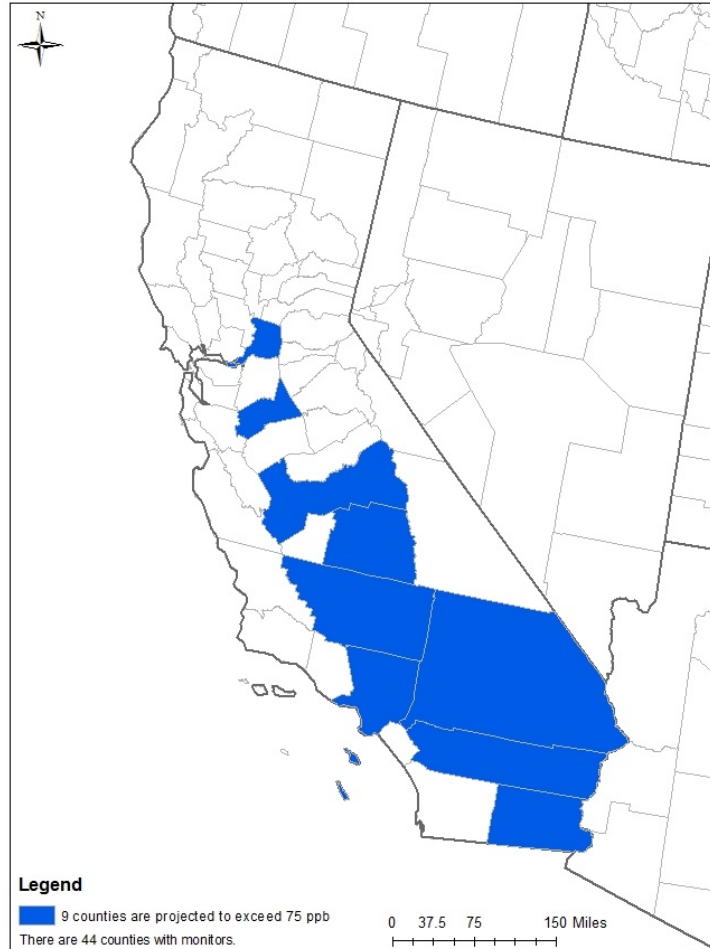 N
Legend
9 counties are projected to exceed 75 ppb
There are 44 counties with monitors.
0 37.5 75 150 Miles